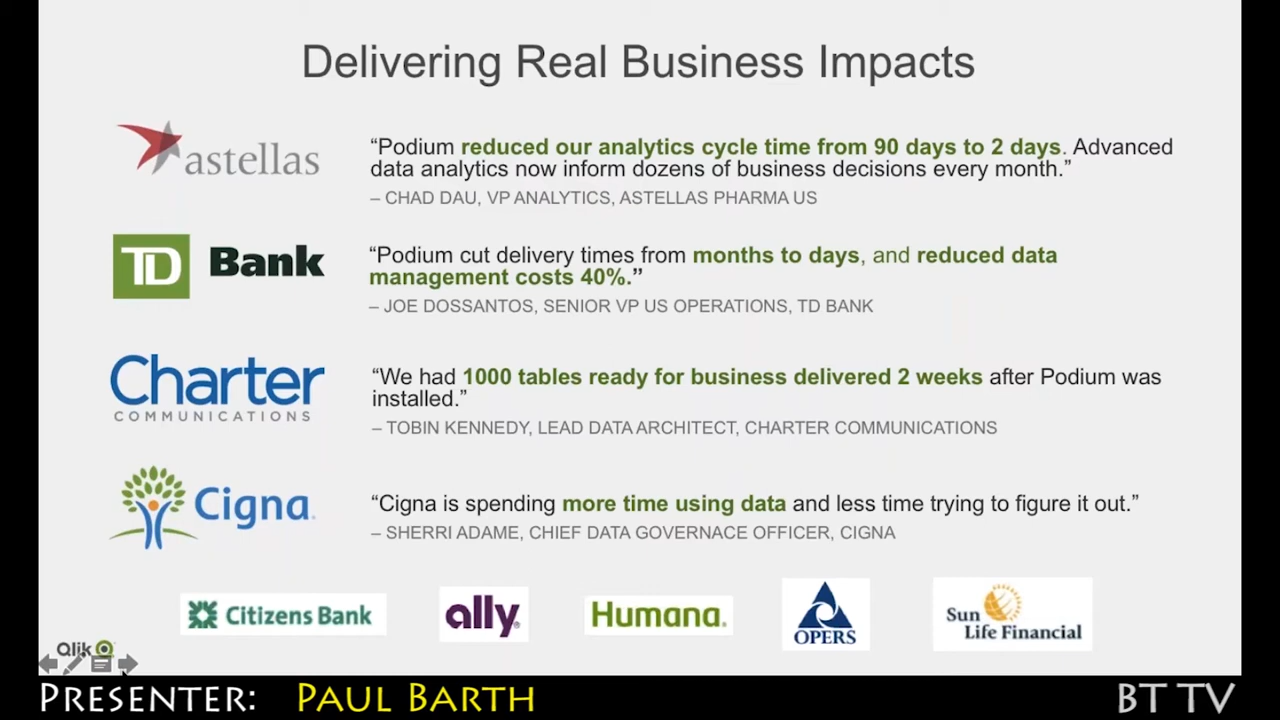 Delivering Real Business Impacts
astellas
“Podium reduced our analytics cycle time from 90 days to 2 days. Advanced
data analytics now inform dozens of business decisions every month.”
– CHAD DAU, VP ANALYTICS, ASTELLAS PHARMA US
TD Bank
“Podium cut delivery times from months to days, and reduced data
management costs 40%.”
– JOE DOSSANTOS, SENIOR VP US OPERATIONS, TD BANK
Charter
COMMUNICATIONS
“We had 1000 tables ready for business delivered 2 weeks after Podium was
installed.”
– TOBIN KENNEDY, LEAD DATA ARCHITECT, CHARTER COMMUNICATIONS
Cigna
“Cigna is spending more time using data and less time trying to figure it out.”
– SHERRI ADAME, CHIEF DATA GOVERNACE OFFICER, CIGNA
Citizens Bank
ally
Humana
OPERS
Sun
Life Financial
Qlik
PRESENTER: PAUL BARTH
BT TV